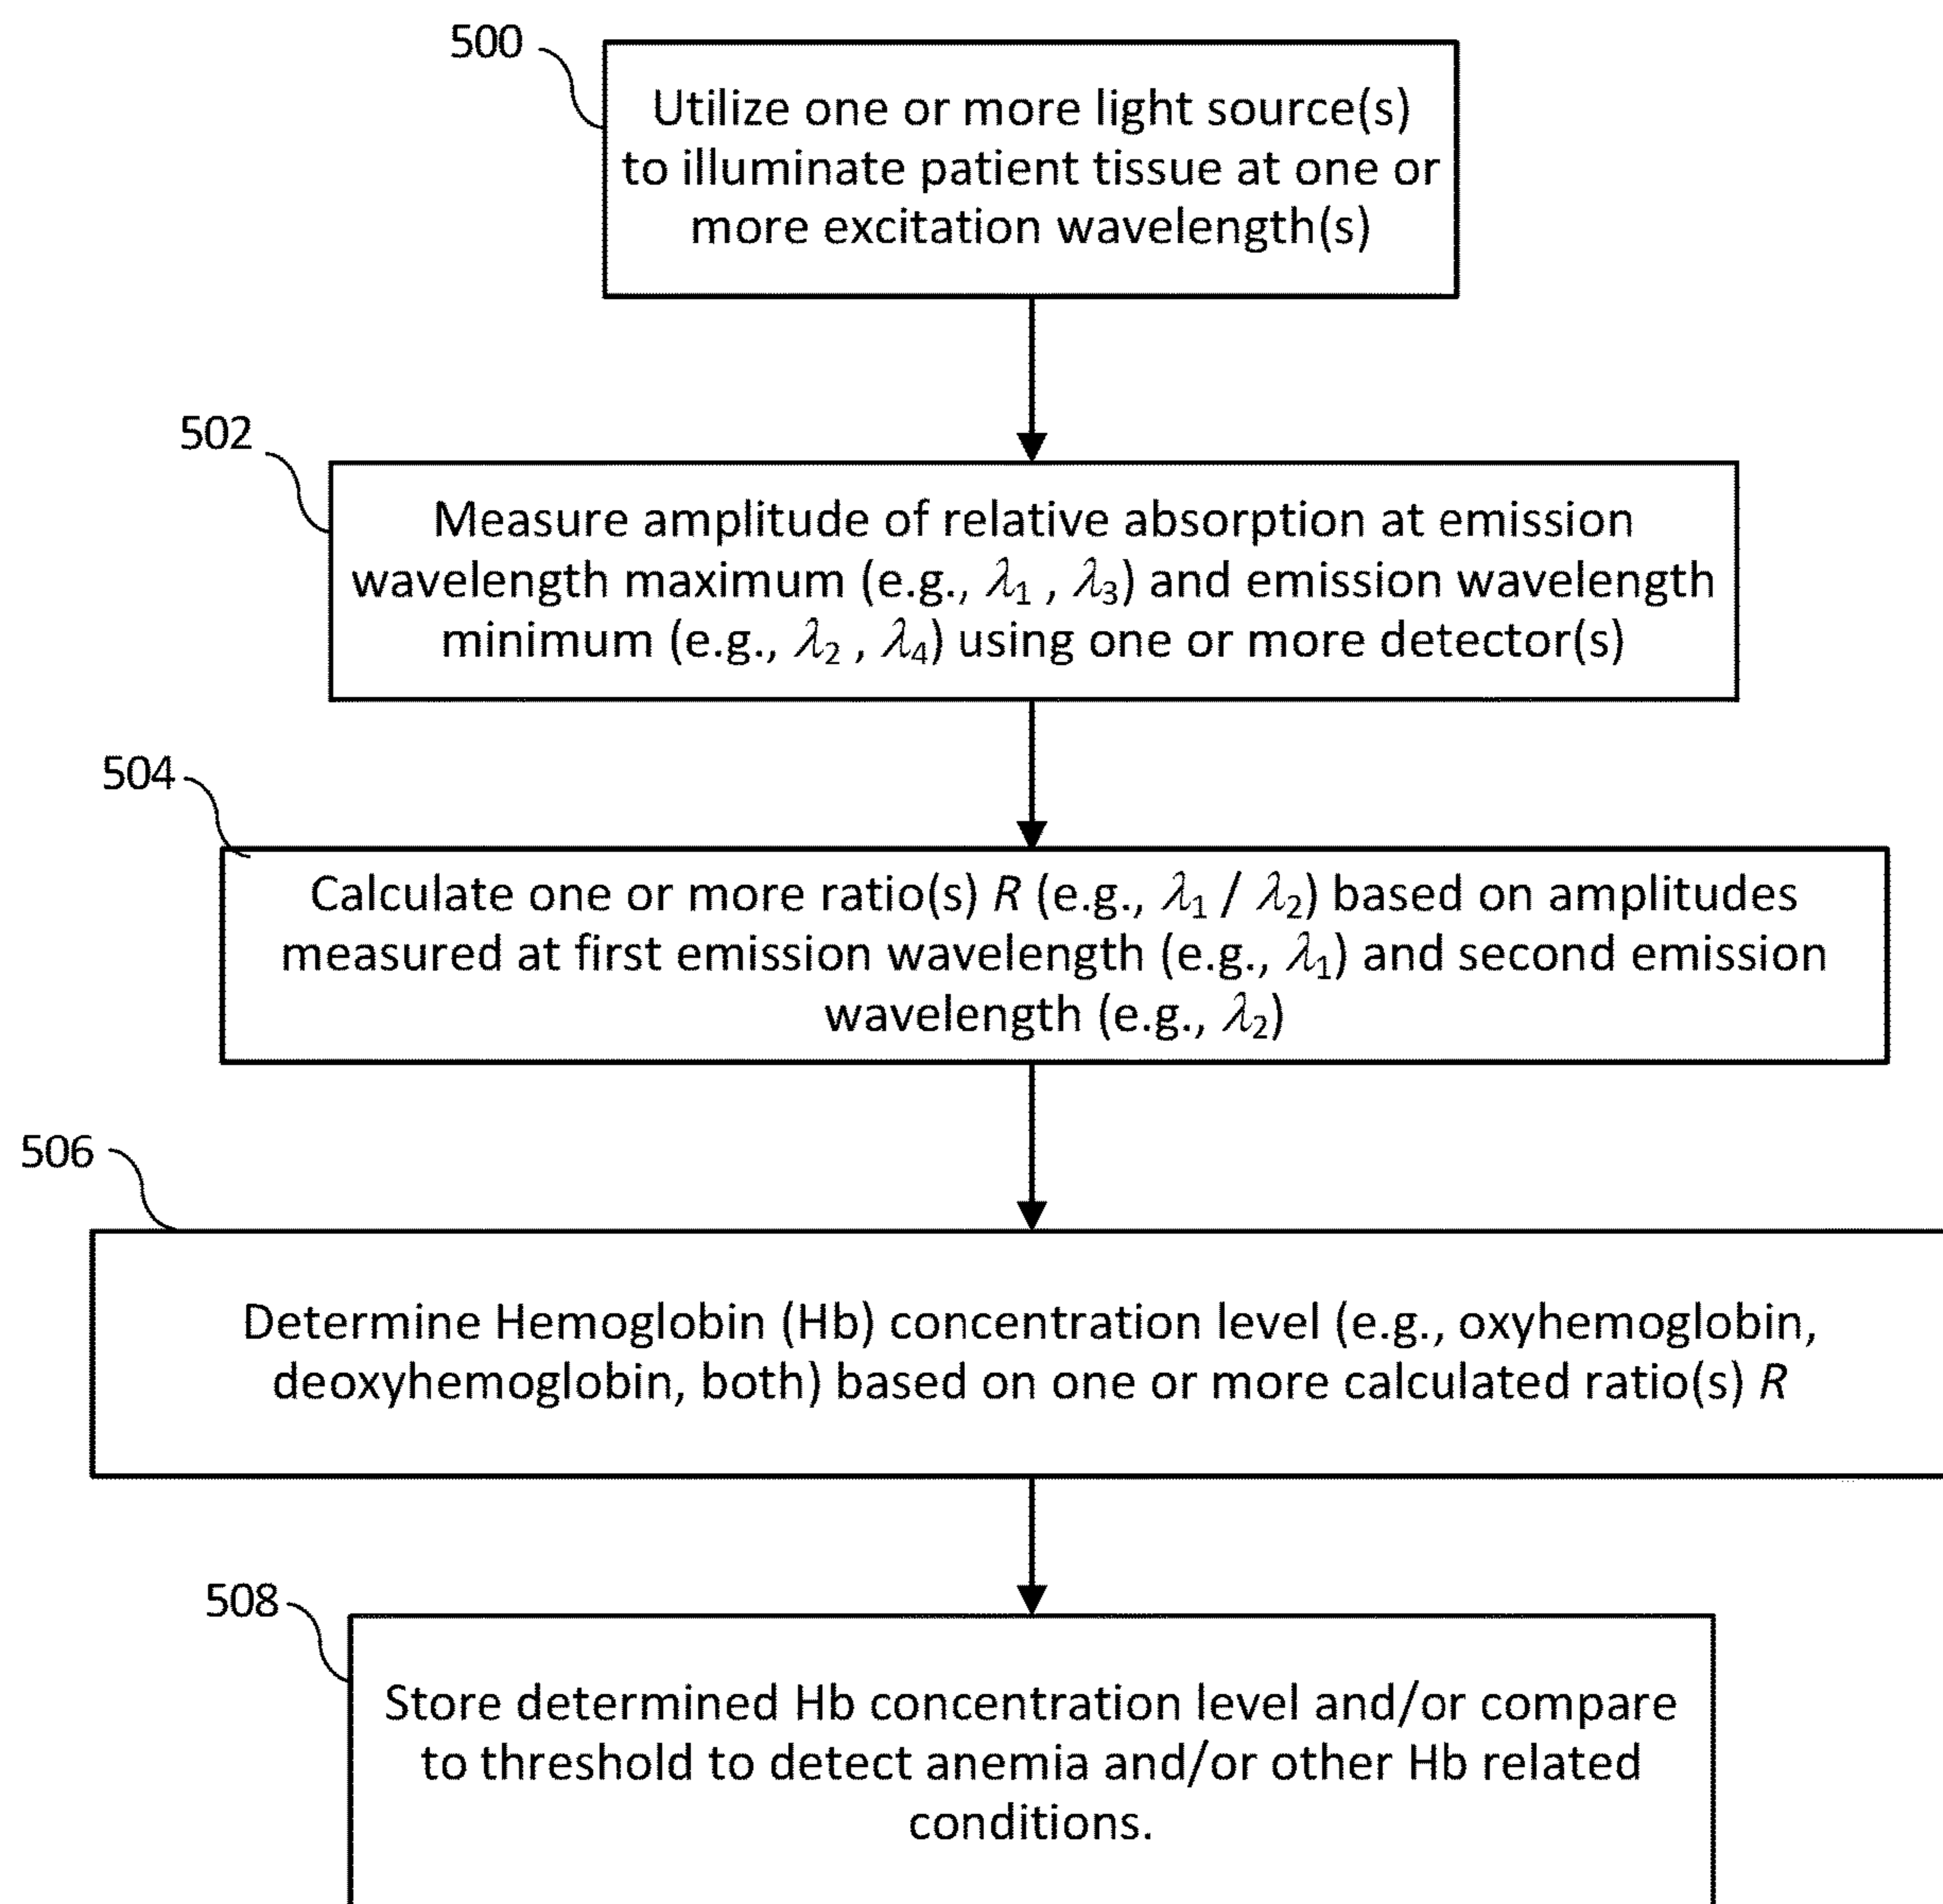 500
Utilize one or more light source(s)
to illuminate patient tissue at one or
more excitation wavelength(s)
502
Measure amplitude of relative absorption at emission
wavelength maximum (e.g., λ₁ , λ₃) and emission wavelength
minimum (e.g., λ₂ , λ₄) using one or more detector(s)
504
Calculate one or more ratio(s) R (e.g., λ₁ / λ₂) based on amplitudes
measured at first emission wavelength (e.g., λ₁) and second emission
wavelength (e.g., λ₂)
506
Determine Hemoglobin (Hb) concentration level (e.g., oxyhemoglobin,
deoxyhemoglobin, both) based on one or more calculated ratio(s) R
508
Store determined Hb concentration level and/or compare
to threshold to detect anemia and/or other Hb related
conditions.